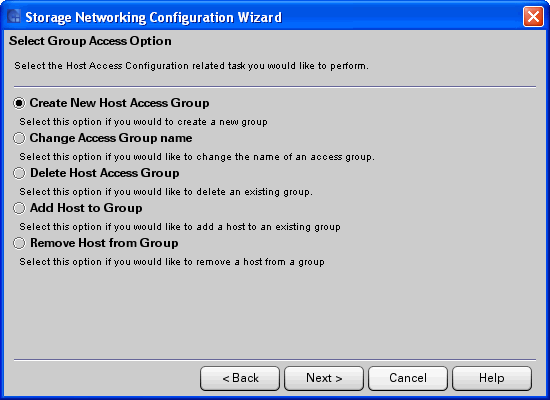 Storage Networking Configuration Wizard
Select Group Access Option
Select the Host Access Configuration related task you would like to perform.
Create New Host Access Group
Select this option if you would to create a new group
Change Access Group name
Select this option if you would like to change the name of an access group.
Delete Host Access Group
Select this option if you would like to delete an existing group.
Add Host to Group
Select this option if you would like to add a host to an existing group
Remove Host from Group
Select this option if you would like to remove a host from a group
< Back Next > Cancel Help